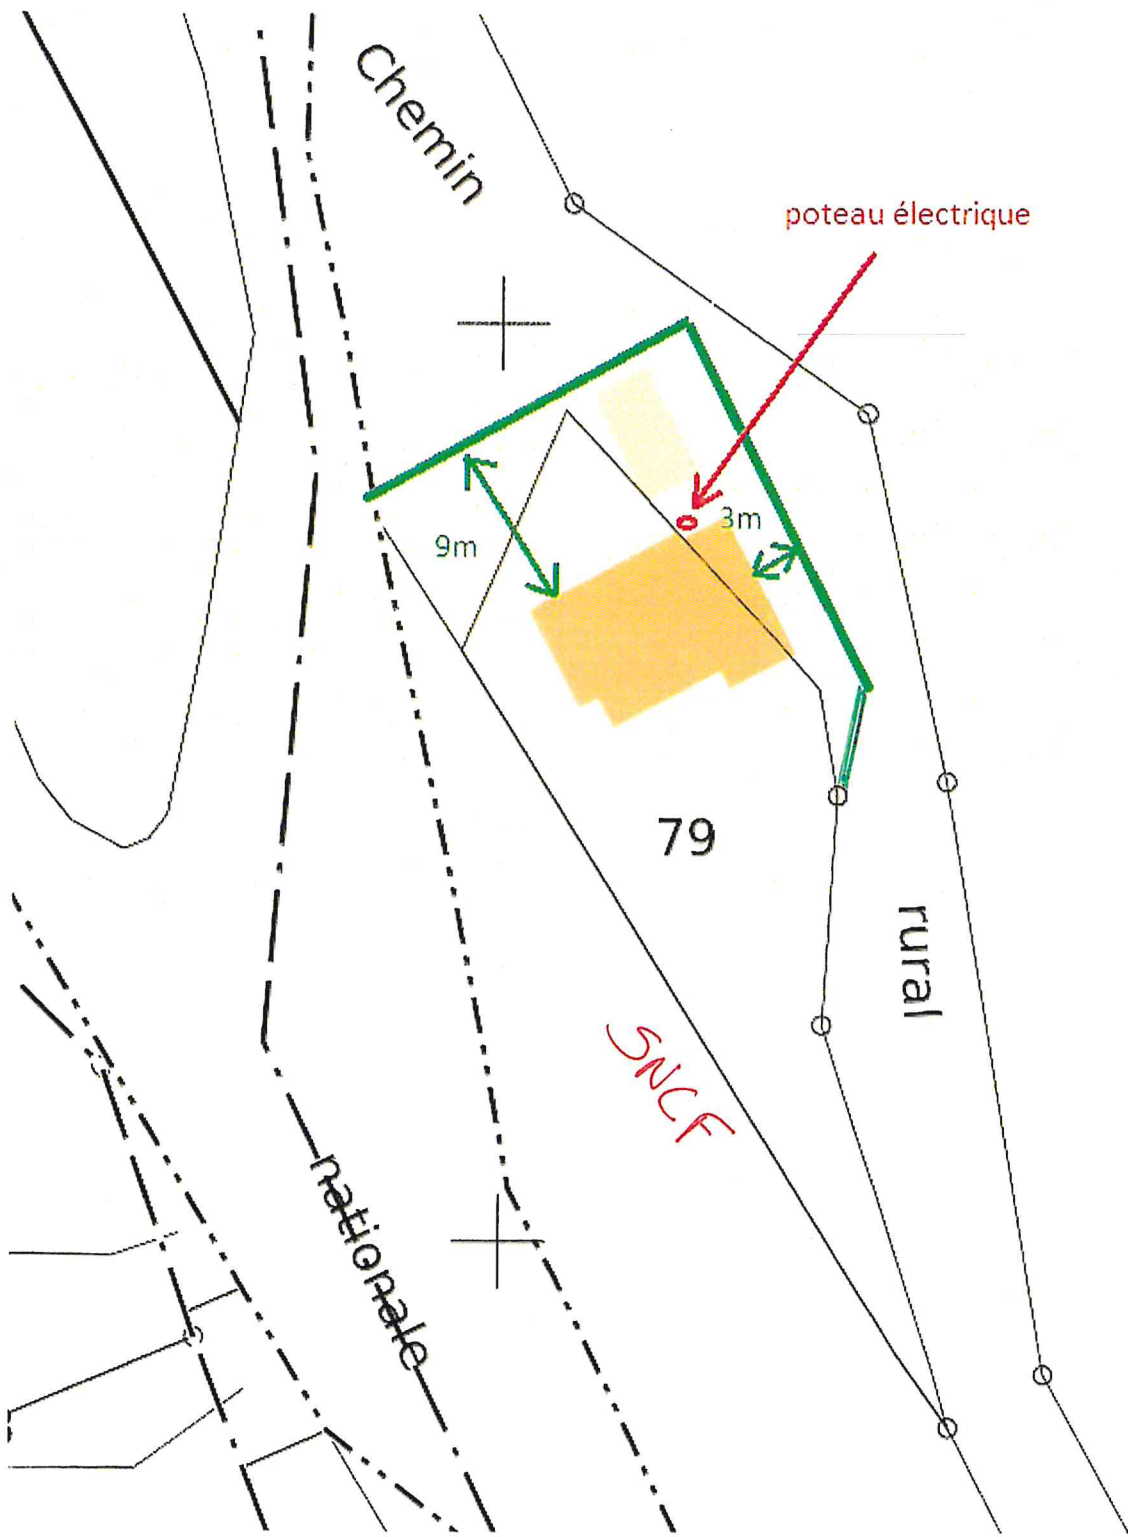 Chemin
poteau électrique
3m
9m
79
rural
SNCF
nationale